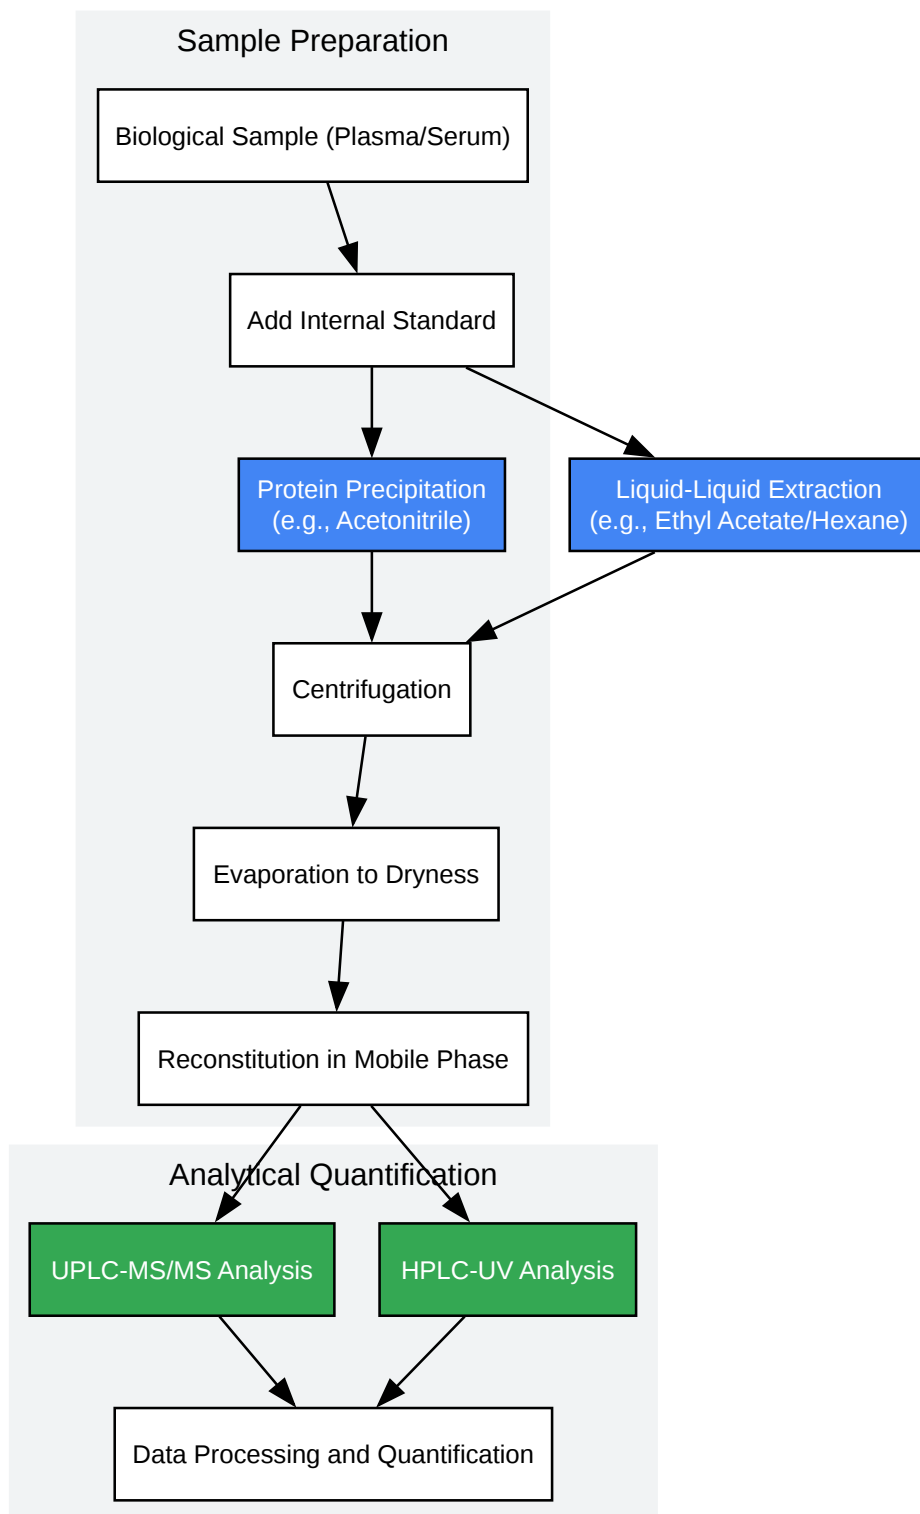 Sample Preparation
Biological Sample (Plasma/Serum)
Add Internal Standard
Protein Precipitation
(e.g., Acetonitrile)
Liquid-Liquid Extraction
(e.g., Ethyl Acetate/Hexane)
Centrifugation
Evaporation to Dryness
Reconstitution in Mobile Phase
Analytical Quantification
UPLC-MS/MS Analysis
HPLC-UV Analysis
Data Processing and Quantification